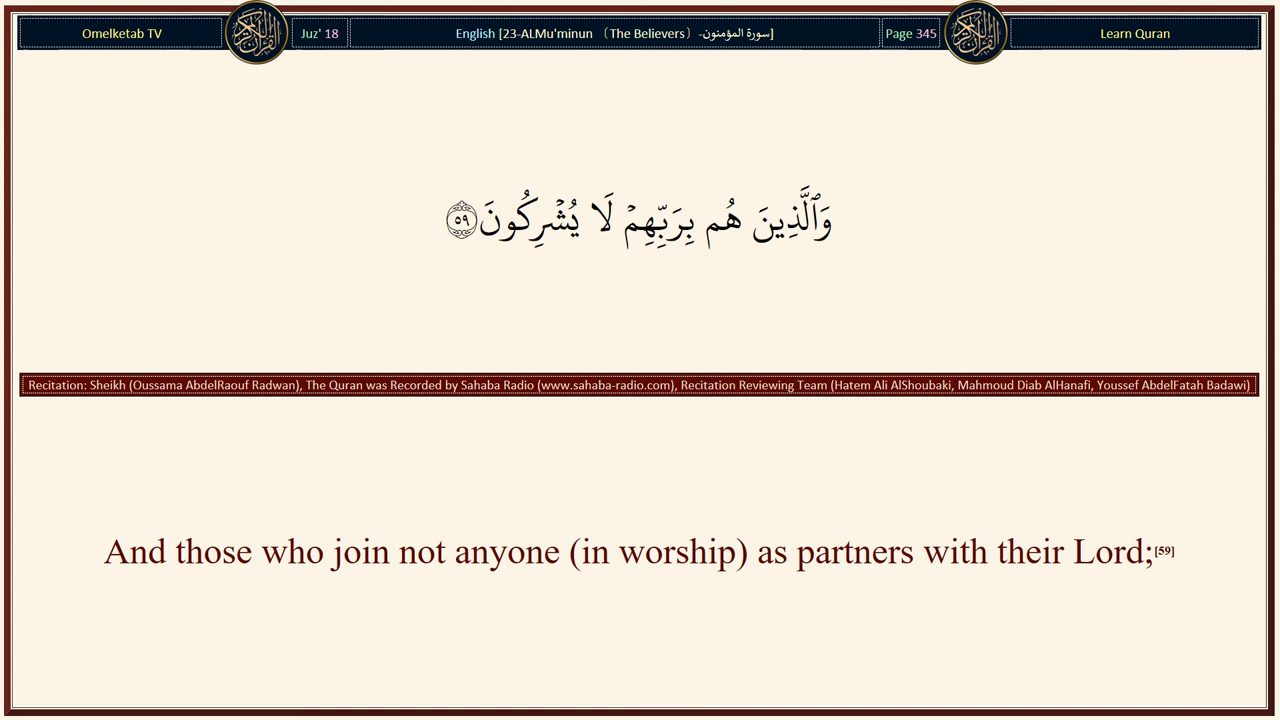 Omelketab TV
Juz' 18
English [23-ALMu'minun （The Believers） -سورة المؤمنون]
Page 345
Learn Quran
وَٱلَّذِينَ هُم بِرَبِّهِمۡ لَا يُشۡرِكُونَ ٥٩
Recitation: Sheikh (Oussama AbdelRaouf Radwan), The Quran was Recorded by Sahaba Radio (www.sahaba-radio.com), Recitation Reviewing Team (Hatem Ali AlShoubaki, Mahmoud Diab AlHanafi, Youssef AbdelFatah Badawi)
And those who join not anyone (in worship) as partners with their Lord;[59]